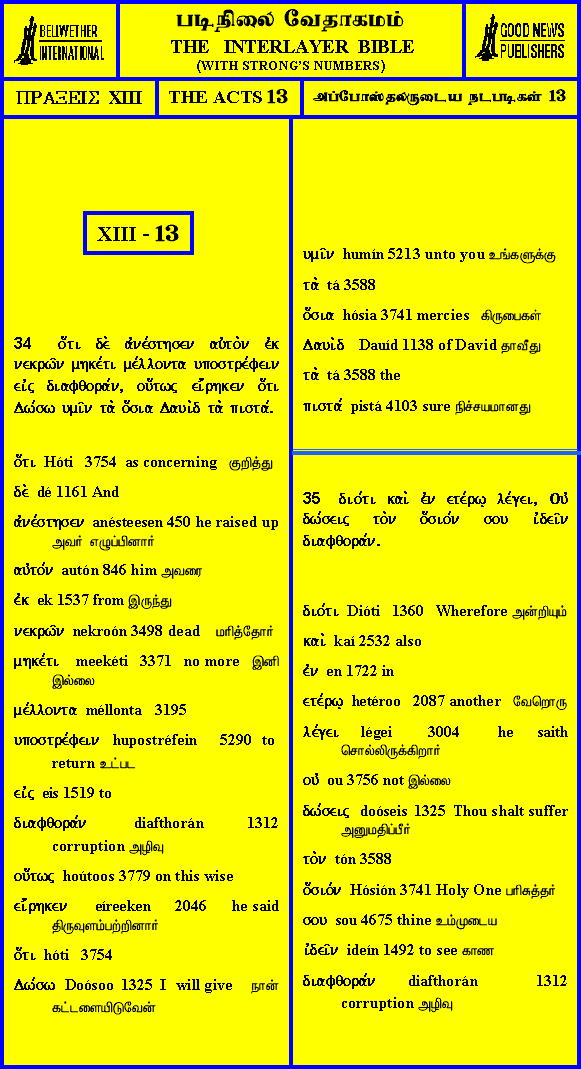 BELIWETHER
INTERNATIONAL
படிநிலை வேதாகமம்
THE INTERLAYER BIBLE
(WITH STRONG'S NUMBERS)
GOOD NEWS
PUBLISHERS
ΠΡΑΞΕΙΣ XIII
THE ACTS 13
அப்போஸ்தலருடைய நடபடிகள் 13
XIII - 13
34 ὅτι δὲ ἀνέστησεν αὐτὸν ἐκ
νεκρῶν μηκέτι μέλλοντα υποστρέφειν
εἰς διαφθοράν, οὕτως εἴρηκεν ὅτι
Δώσω υμῖν τὰ ὅσια Δαυὶδ τὰ πιστά.
ὅτι Hóti 3754 as concerning குறித்து
δὲ dé 1161 And
ἀνέστησεν anésteesen 450 he raised up
அவர் எழுப்பினார்
αὐτόν autón 846 him அவரை
ἐκ ek 1537 from இருந்து
νεκρῶν nekroón 3498 dead மரித்தோர்
μηκέτι meekéti 3371 no more இனி
இல்லை
μέλλοντα méllonta 3195
υποστρέφειν hupostréfein 5290 to
return உட்பட
εἰς eis 1519 to
διαφθοράν diafthorán 1312
corruption அழிவு
οὕτως hoútoos 3779 on this wise
εἴρηκεν eíreeken 2046 he said
திருவுளம்பற்றினார்
ὅτι hóti 3754
Δώσω Doósoo 1325 I will give நான்
கட்டளையிடுவேன்
υμῖν humín 5213 unto you உங்களுக்கு
τὰ tá 3588
ὅσια hósia 3741 mercies கிருபைகள்
Δαυὶδ Dauíd 1138 of David தாவீது
τὰ tá 3588 the
πιστά pistá 4103 sure நிச்சயமானது
35 διότι καὶ ἐν ετέρῳ λέγει, Οὐ
δώσεις τὸν ὅσιόν σου ἰδεῖν
διαφθοράν.
διότι Dióti 1360 Wherefore அன்றியும்
καὶ kaí 2532 also
ἐν en 1722 in
ετέρῳ hetéroo 2087 another வேறொரு
λέγει légei 3004 he saith
சொல்லிருக்கிறார்
οὐ ou 3756 not இல்லை
δώσεις doóseis 1325 Thou shalt suffer
அனுமதிப்பீர்
τὸν tón 3588
ὅσιόν Hósión 3741 Holy One பரிசுத்தர்
σου sou 4675 thine உம்முடைய
ἰδεῖν ideín 1492 to see காண
διαφθοράν diafthorán 1312
corruption அழிவு